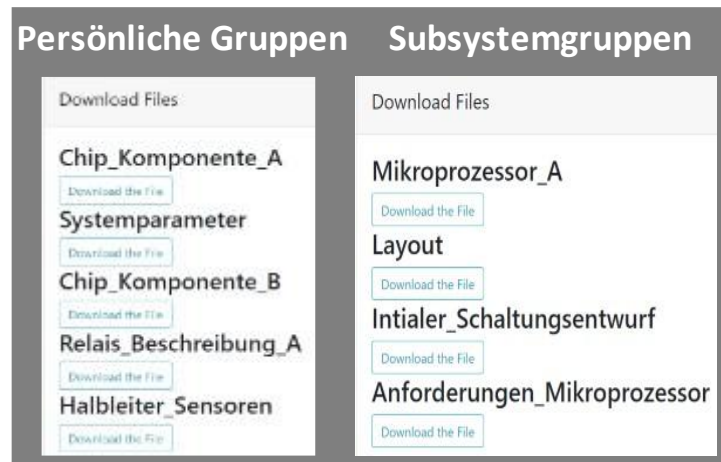 Persönliche Gruppen
Download Files
Chip_Komponente_A
Download the File
Systemparameter
Download the File
Chip_Komponente_B
Download the File
Relais_Beschreibung_A
Download the File
Halbleiter_Sensoren
Download the File
Subsystemgruppen
Download Files
Mikroprozessor_A
Download the File
Layout
Download the File
Intialer_Schaltungsentwurf
Download the File
Anforderungen_Mikroprozessor
Download the File